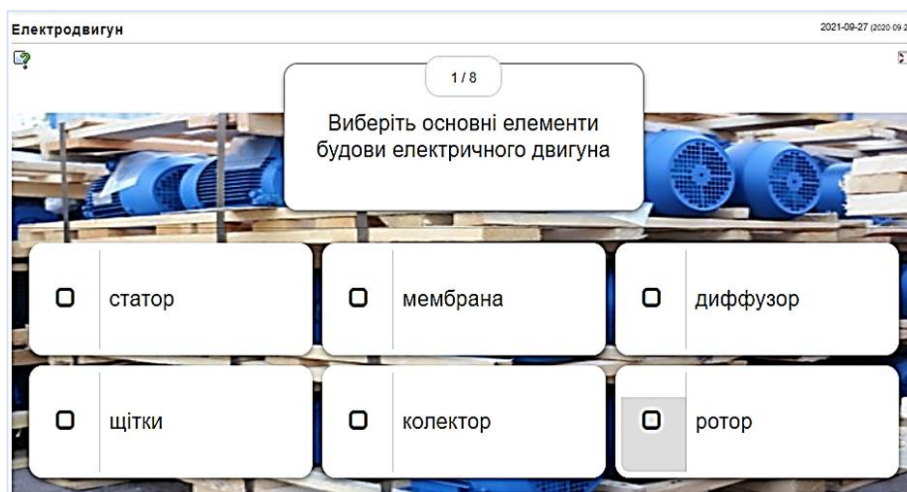 Електродвигун
2021-09-27
1 / 8
Виберіть основні елементи
будови електричного двигуна
статор
мембрана
диффузор
щітки
колектор
ротор